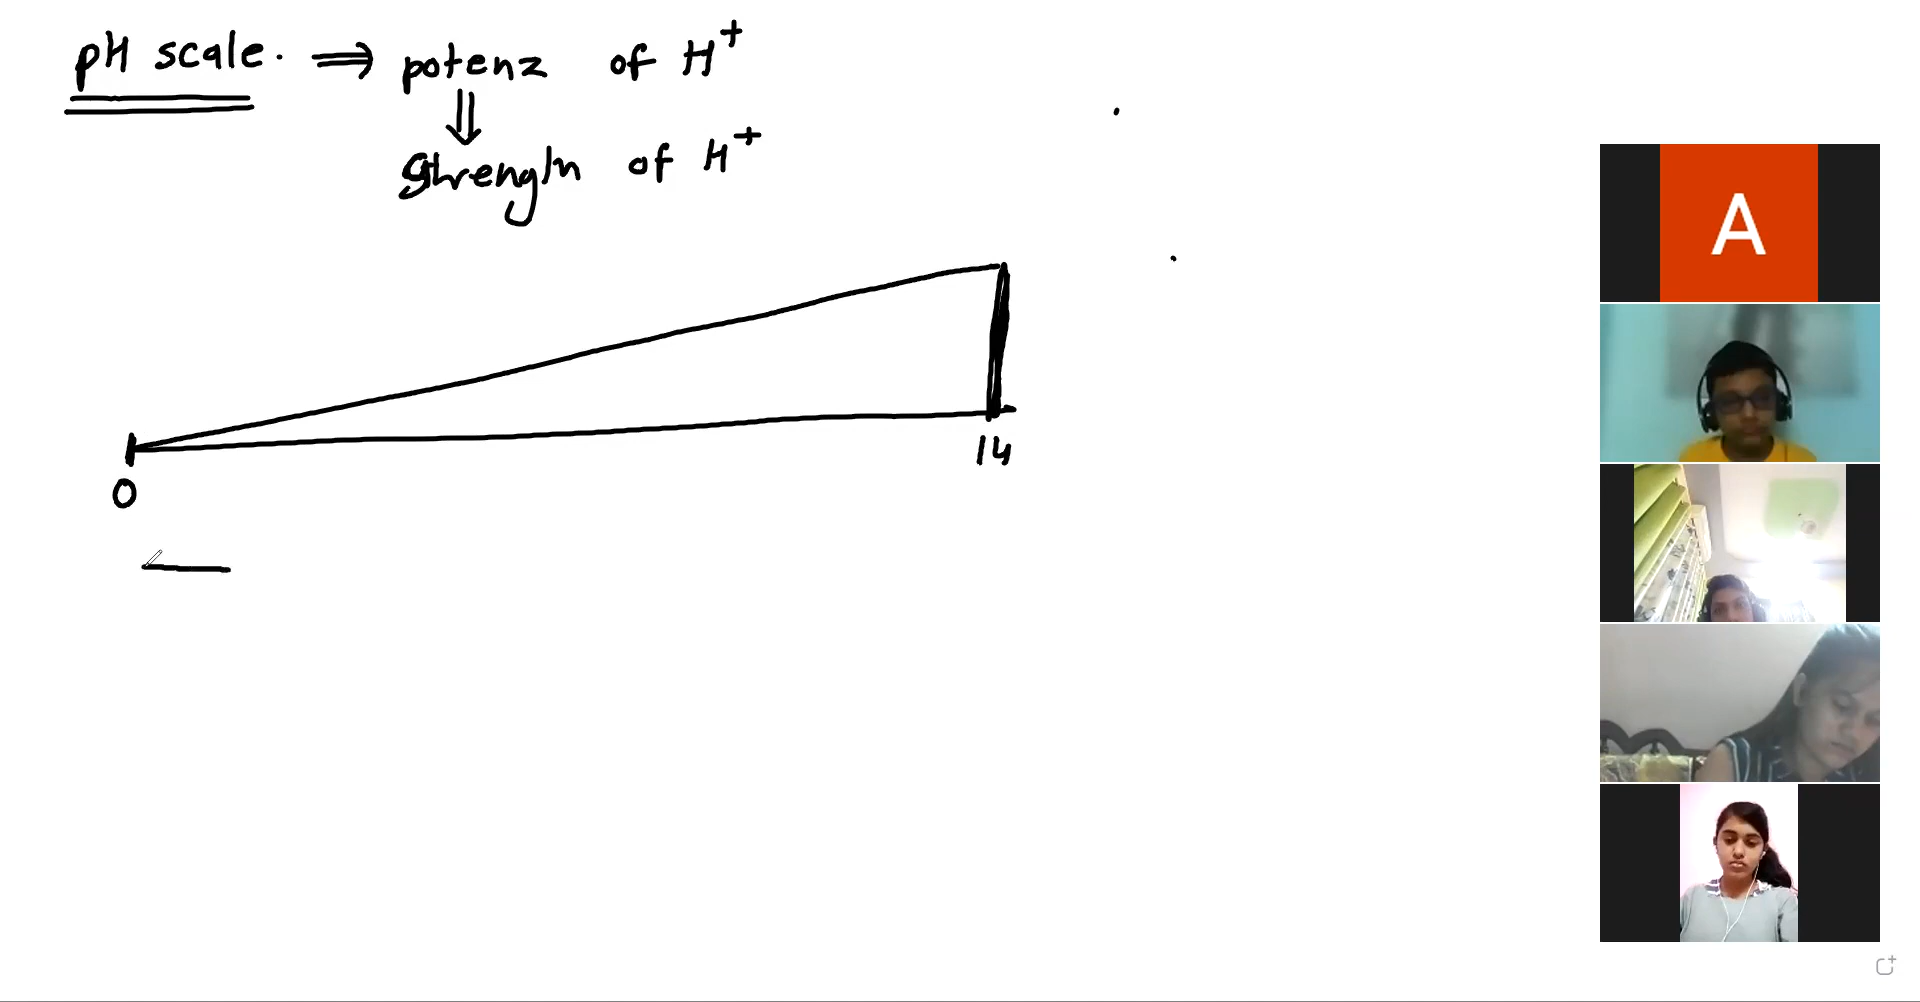 pH scale. ⇒ potenz of H⁺
⇓
Strength of H⁺
14
0
A